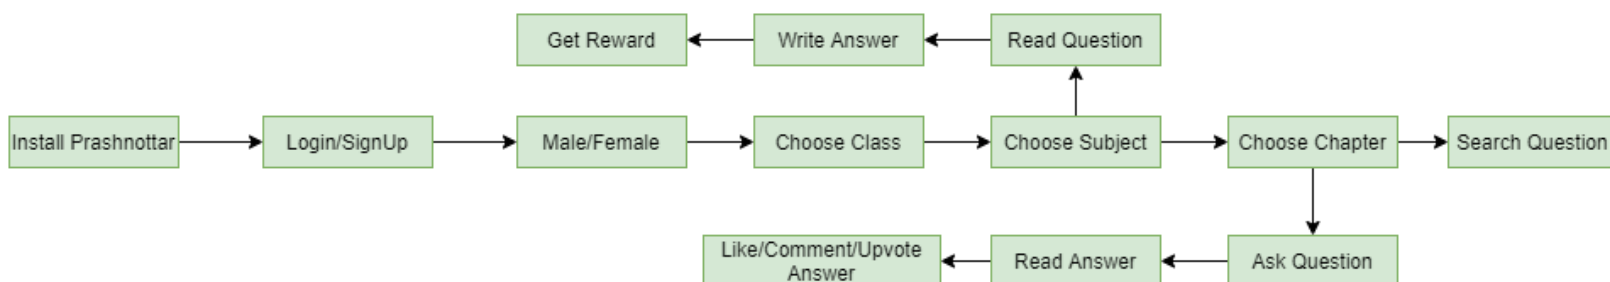 Get Reward
Write Answer
Read Question
Install Prashnottar
Login/SignUp
Male/Female
Choose Class
Choose Subject
Choose Chapter
Search Question
Like/Comment/Upvote
Answer
Read Answer
Ask Question